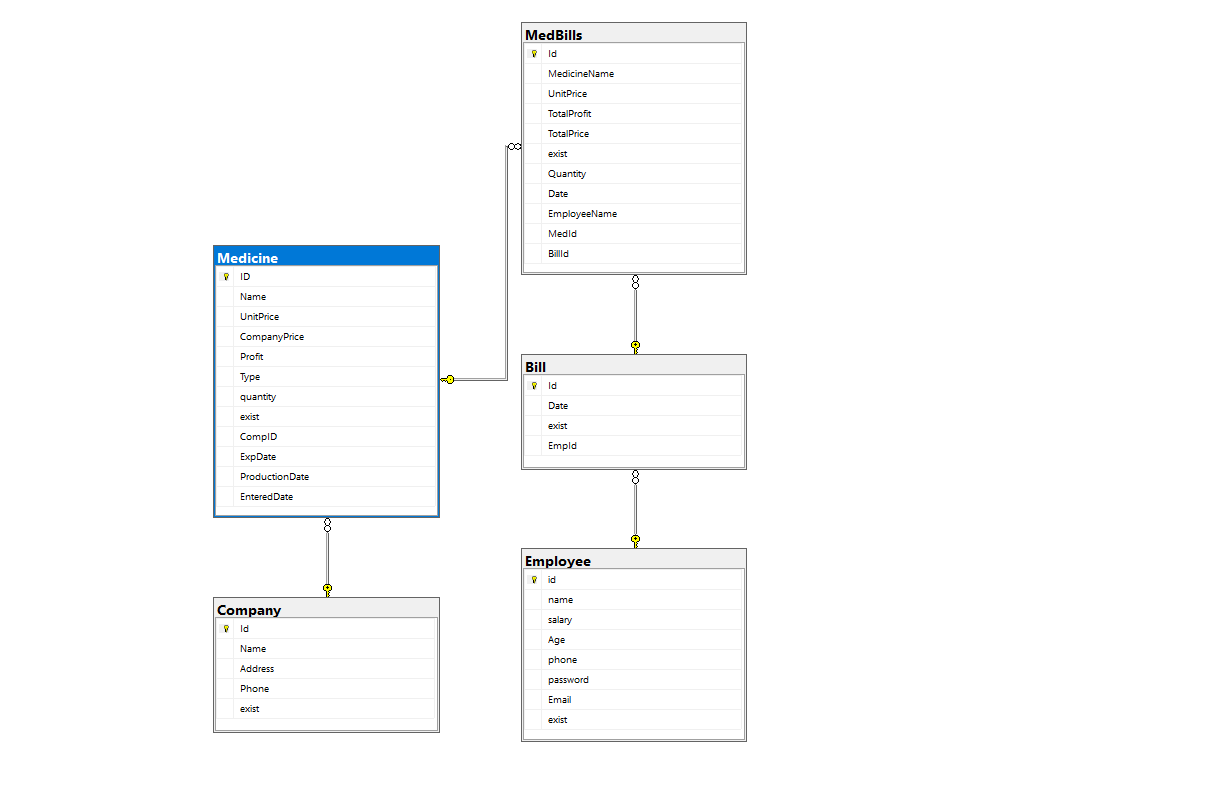 MedBills
Id
MedicineName
UnitPrice
TotalProfit
TotalPrice
exist
Quantity
Date
EmployeeName
MedId
BillId
Medicine
ID
Name
UnitPrice
CompanyPrice
Profit
Type
quantity
exist
CompID
ExpDate
ProductionDate
EnteredDate
Bill
Id
Date
exist
EmpId
Company
Id
Name
Address
Phone
exist
Employee
id
name
salary
Age
phone
password
Email
exist